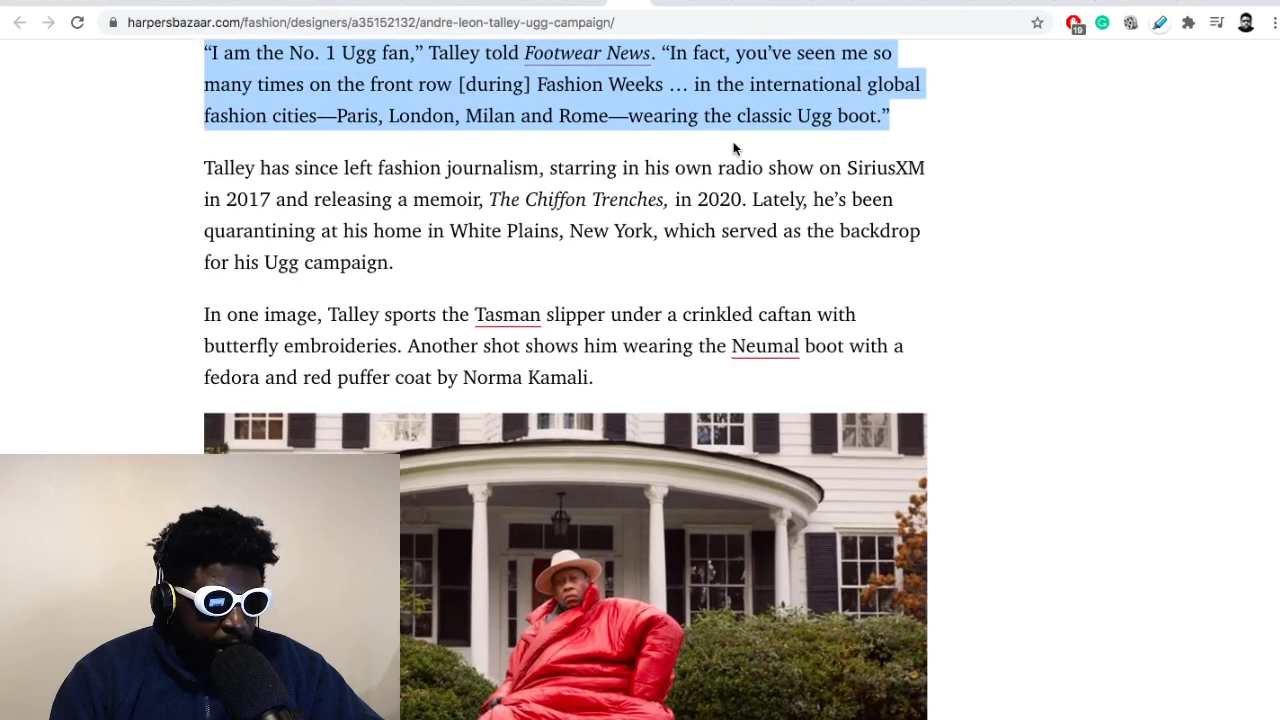 harpersbazaar.com/fashion/designers/a35152132/andre-leon-talley-ugg-campaign/
19
“I am the No. 1 Ugg fan,” Talley told Footwear News. “In fact, you’ve seen me so
many times on the front row [during] Fashion Weeks … in the international global
fashion cities—Paris, London, Milan and Rome—wearing the classic Ugg boot.”
Talley has since left fashion journalism, starring in his own radio show on SiriusXM
in 2017 and releasing a memoir, The Chiffon Trenches, in 2020. Lately, he’s been
quarantining at his home in White Plains, New York, which served as the backdrop
for his Ugg campaign.
In one image, Talley sports the Tasman slipper under a crinkled caftan with
butterfly embroideries. Another shot shows him wearing the Neumal boot with a
fedora and red puffer coat by Norma Kamali.